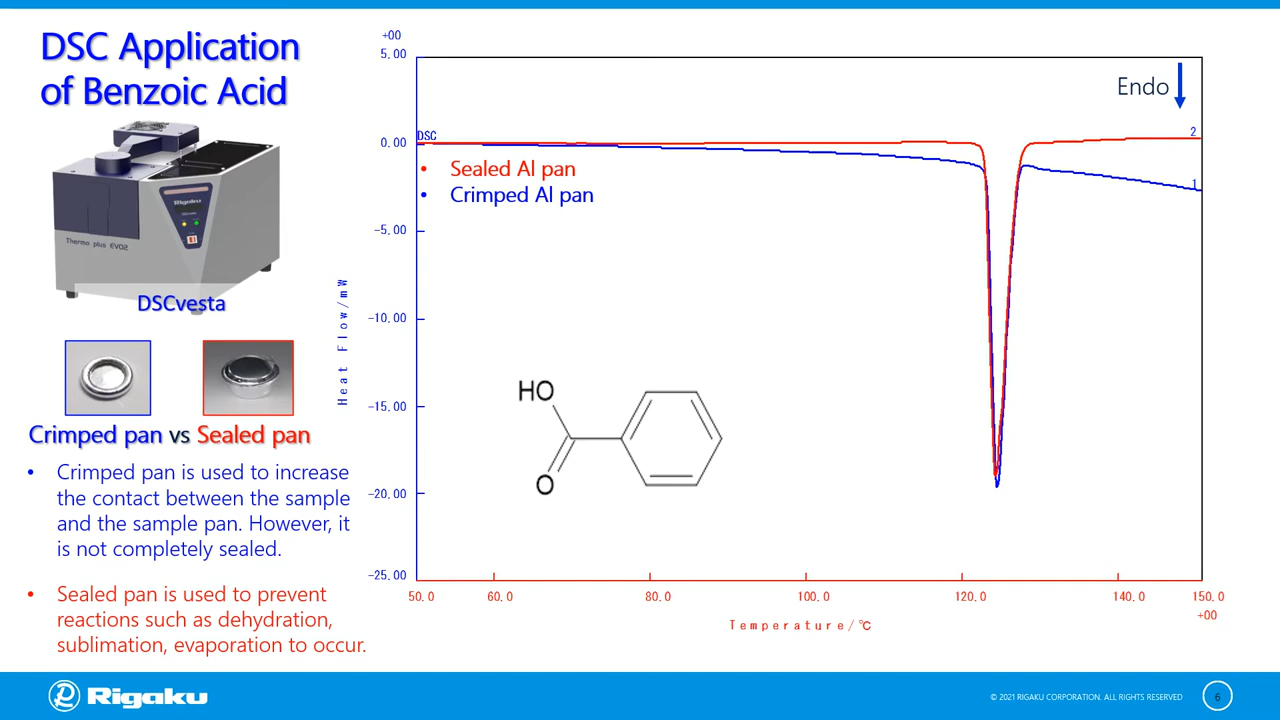 DSC Application
of Benzoic Acid
Rigaku
Thermo plus EVO2
DSCvesta
Crimped pan vs Sealed pan
• Crimped pan is used to increase
the contact between the sample
and the sample pan. However, it
is not completely sealed.
• Sealed pan is used to prevent
reactions such as dehydration,
sublimation, evaporation to occur.
+00
5.00
0.00
-5.00
-10.00
-15.00
-20.00
-25.00
Heat Flow/mW
DSC
• Sealed Al pan
• Crimped Al pan
Endo
2
1
HO
O
50.0 60.0 80.0 100.0 120.0 140.0 150.0
+00
Temperature/℃
Rigaku
© 2021 RIGAKU CORPORATION. ALL RIGHTS RESERVED
6